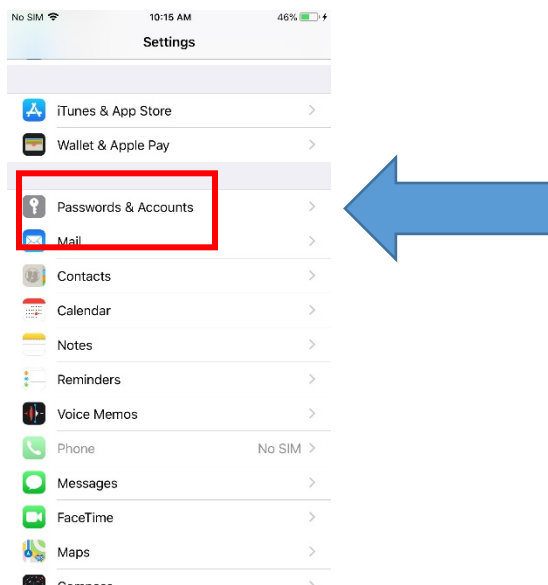 No SIM 10:15 AM 46%
Settings
iTunes & App Store
Wallet & Apple Pay
Passwords & Accounts
Mail
Contacts
Calendar
Notes
Reminders
Voice Memos
Phone No SIM
Messages
FaceTime
Maps
Compass